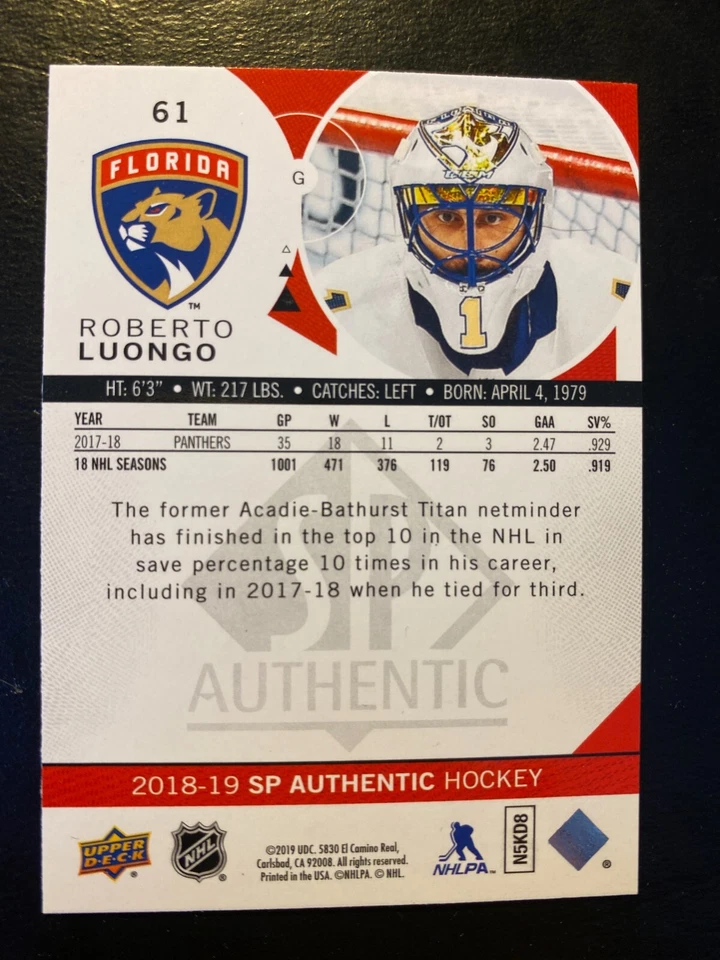 61
FLORIDA
G
TM
ROBERTO
LUONGO
1
HT: 6'3" • WT: 217 LBS. • CATCHES: LEFT • BORN: APRIL 4, 1979
YEAR TEAM GP W L T/OT SO GAA SV%
2017-18 PANTHERS 35 18 11 2 3 2.47 .929
18 NHL SEASONS 1001 471 376 119 76 2.50 .919
The former Acadie-Bathurst Titan netminder
has finished in the top 10 in the NHL in
save percentage 10 times in his career,
including in 2017-18 when he tied for third.
SP
AUTHENTIC
2018-19 SP AUTHENTIC HOCKEY
UPPER
D·E·C·K
NHL
©2019 UDC. 5830 El Camino Real,
Carlsbad, CA 92008. All rights reserved.
Printed in the USA. ©NHLPA. © NHL.
NHLPA
N5KD8
®